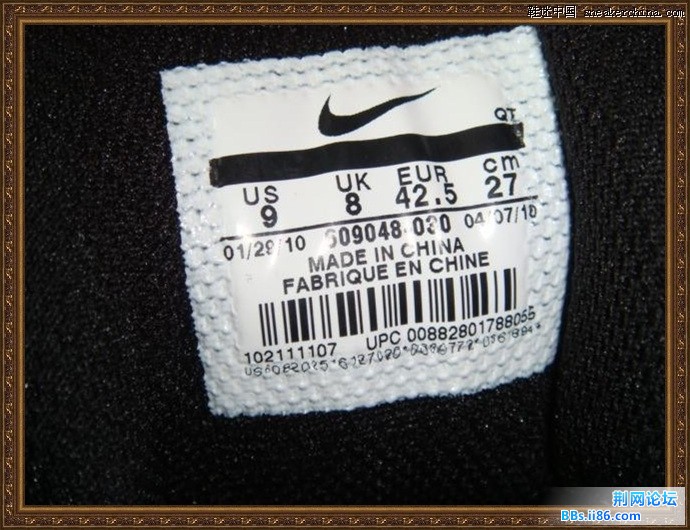 鞋迷中国 sneakerchina.com
QT
US UK EUR cm
9 8 42.5 27
01/29/10 609048-030 04/07/10
MADE IN CHINA
FABRIQUE EN CHINE
102111107 UPC 00882801788055
荆网论坛
BBs.ii86.com